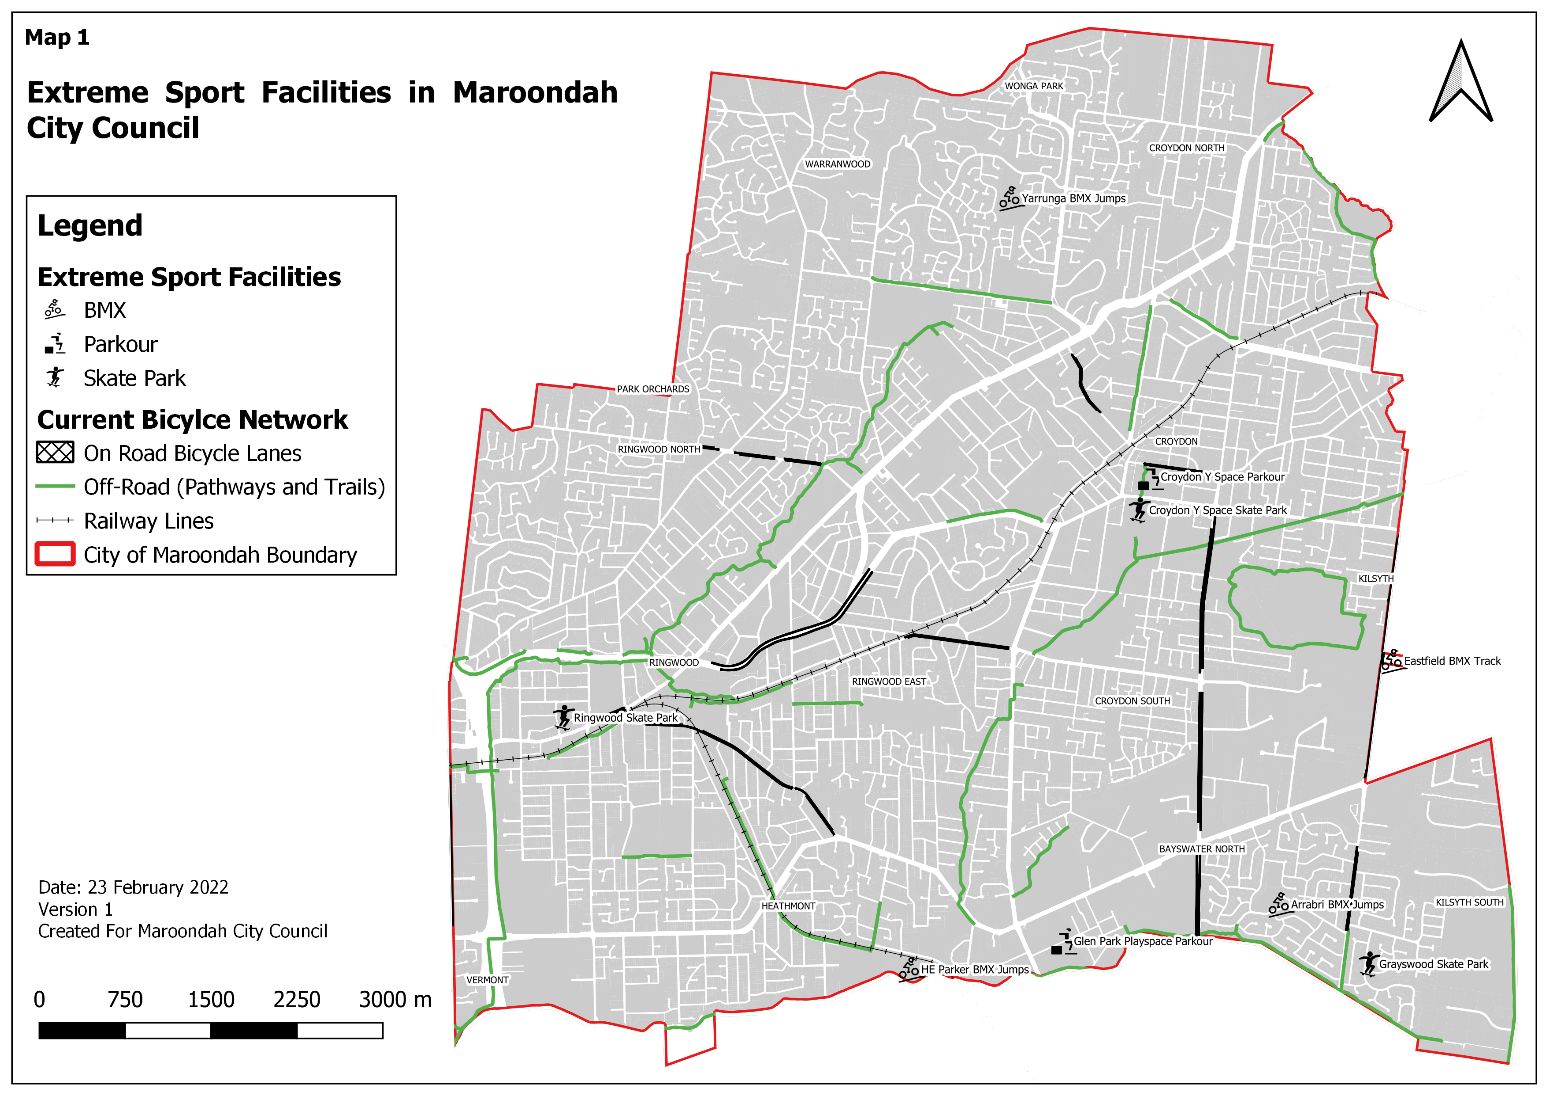 Map 1
Extreme Sport Facilities in Maroondah
City Council
Legend
Extreme Sport Facilities
BMX
Parkour
Skate Park
Current Bicylce Network
On Road Bicycle Lanes
Off-Road (Pathways and Trails)
Railway Lines
City of Maroondah Boundary
WONGA PARK
CROYDON NORTH
WARRANWOOD
Yarrunga BMX Jumps
PARK ORCHARDS
CROYDON
RINGWOOD NORTH
Croydon Y Space Parkour
Croydon Y Space Skate Park
KILSYTH
RINGWOOD
Eastfield BMX Track
RINGWOOD EAST
CROYDON SOUTH
Ringwood Skate Park
BAYSWATER NORTH
HEATHMONT
Arrabri BMX Jumps
KILSYTH SOUTH
Glen Park Playspace Parkour
Grayswood Skate Park
HE Parker BMX Jumps
VERMONT
Date: 23 February 2022
Version 1
Created For Maroondah City Council
0 750 1500 2250 3000 m